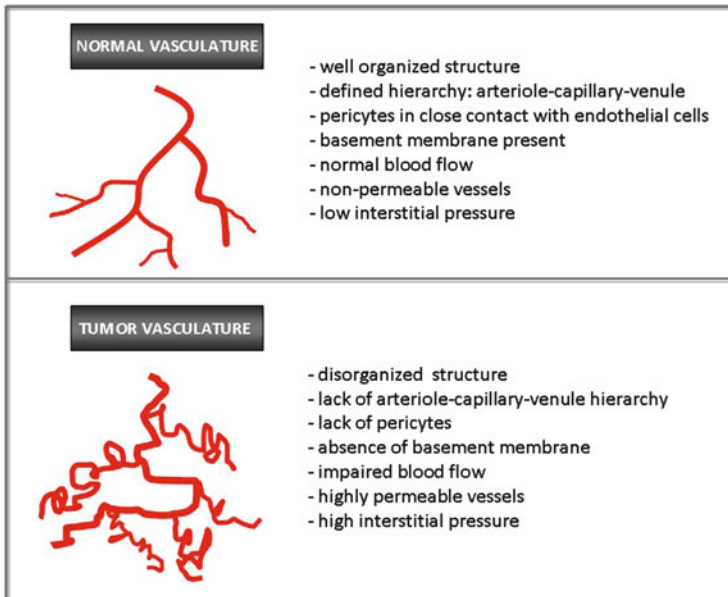 NORMAL VASCULATURE
- well organized structure
- defined hierarchy: arteriole-capillary-venule
- pericytes in close contact with endothelial cells
- basement membrane present
- normal blood flow
- non-permeable vessels
- low interstitial pressure
TUMOR VASCULATURE
- disorganized structure
- lack of arteriole-capillary-venule hierarchy
- lack of pericytes
- absence of basement membrane
- impaired blood flow
- highly permeable vessels
- high interstitial pressure